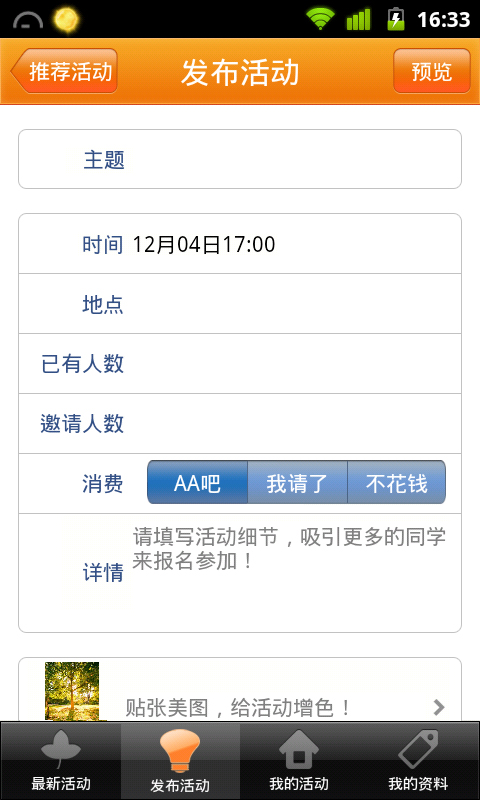 16:33
推荐活动
发布活动
预览
主题
时间 12月04日17:00
地点
已有人数
邀请人数
消费 AA吧 我请了 不花钱
请填写活动细节，吸引更多的同学
来报名参加！
详情
贴张美图，给活动增色！
最新活动 发布活动 我的活动 我的资料